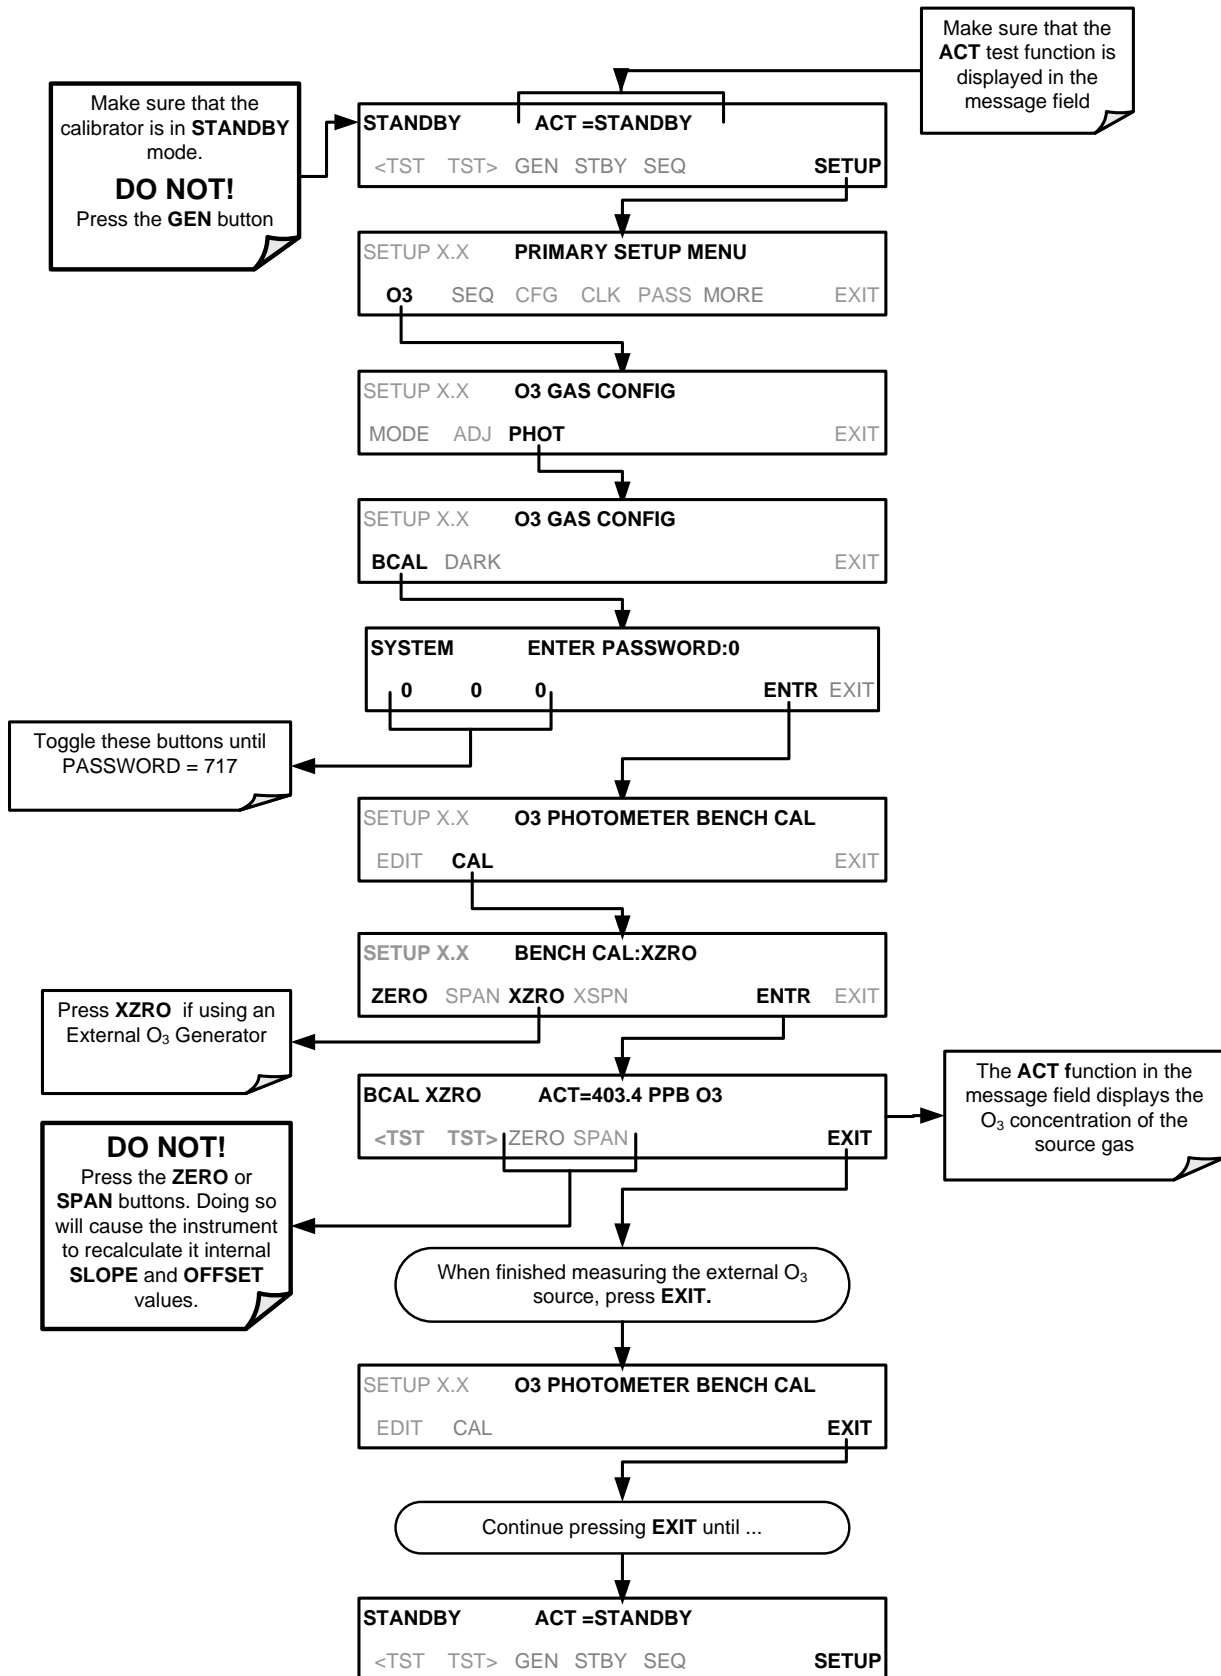 Make sure that the
ACT test function is
displayed in the
message field
Make sure that the
calibrator is in STANDBY
mode.
DO NOT!
Press the GEN button
STANDBY ACT =STANDBY
<TST TST> GEN STBY SEQ SETUP
SETUP X.X PRIMARY SETUP MENU
O3 SEQ CFG CLK PASS MORE EXIT
SETUP X.X O3 GAS CONFIG
MODE ADJ PHOT EXIT
SETUP X.X O3 GAS CONFIG
BCAL DARK EXIT
SYSTEM ENTER PASSWORD:0
0 0 0 ENTR EXIT
Toggle these buttons until
PASSWORD = 717
SETUP X.X O3 PHOTOMETER BENCH CAL
EDIT CAL EXIT
SETUP X.X BENCH CAL:XZRO
ZERO SPAN XZRO XSPN ENTR EXIT
Press XZRO if using an
External O₃ Generator
BCAL XZRO ACT=403.4 PPB O3
<TST TST> ZERO SPAN EXIT
The ACT function in the
message field displays the
O₃ concentration of the
source gas
DO NOT!
Press the ZERO or
SPAN buttons. Doing so
will cause the instrument
to recalculate it internal
SLOPE and OFFSET
values.
When finished measuring the external O₃
source, press EXIT.
SETUP X.X O3 PHOTOMETER BENCH CAL
EDIT CAL EXIT
Continue pressing EXIT until ...
STANDBY ACT =STANDBY
<TST TST> GEN STBY SEQ SETUP